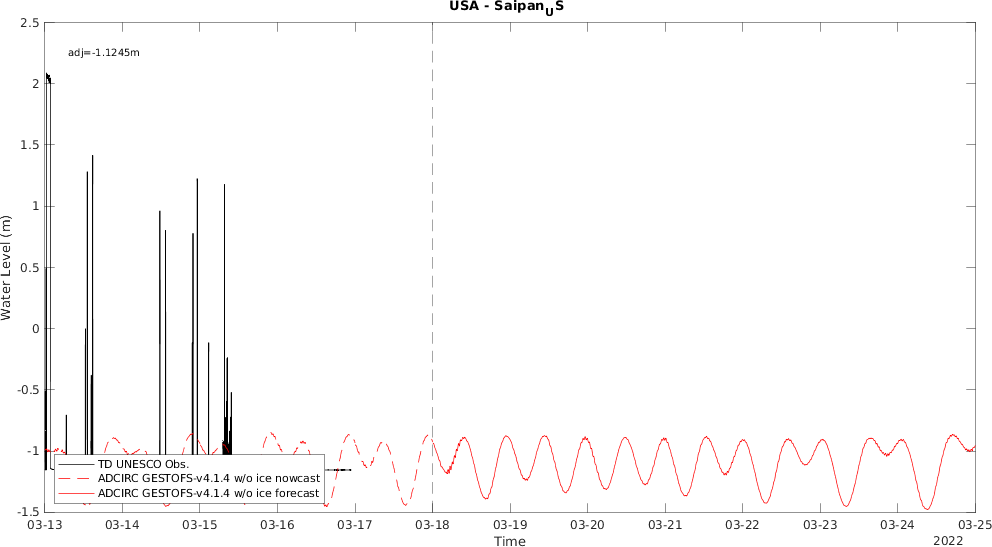 USA - SaipanUS
2.5
adj=-1.1245m
2
1.5
1
0.5
0
-0.5
-1
-1.5
Water Level (m)
TD UNESCO Obs.
ADCIRC GESTOFS-v4.1.4 w/o ice nowcast
ADCIRC GESTOFS-v4.1.4 w/o ice forecast
03-13 03-14 03-15 03-16 03-17 03-18 03-19 03-20 03-21 03-22 03-23 03-24 03-25
Time
2022